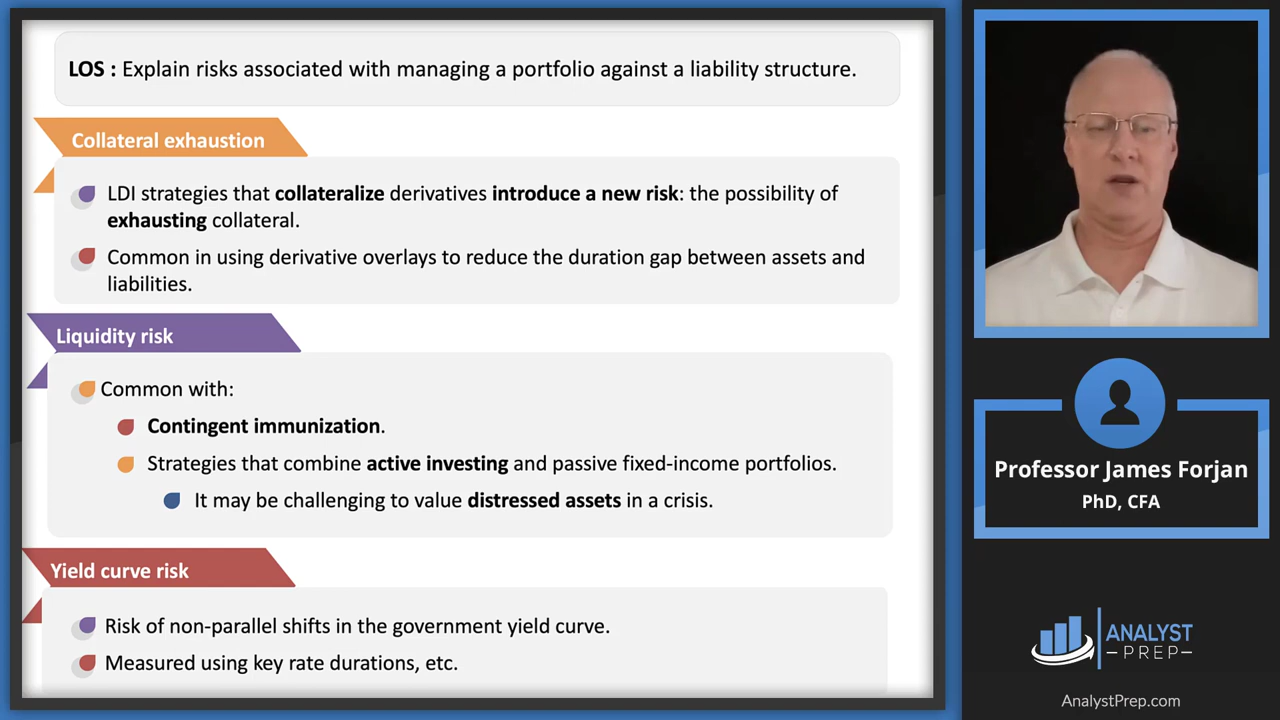 LOS : Explain risks associated with managing a portfolio against a liability structure.
Collateral exhaustion
LDI strategies that collateralize derivatives introduce a new risk: the possibility of
exhausting collateral.
Common in using derivative overlays to reduce the duration gap between assets and
liabilities.
Liquidity risk
Common with:
Contingent immunization.
Strategies that combine active investing and passive fixed-income portfolios.
It may be challenging to value distressed assets in a crisis.
Yield curve risk
Risk of non-parallel shifts in the government yield curve.
Measured using key rate durations, etc.
Professor James Forjan
PhD, CFA
ANALYST
PREP
AnalystPrep.com